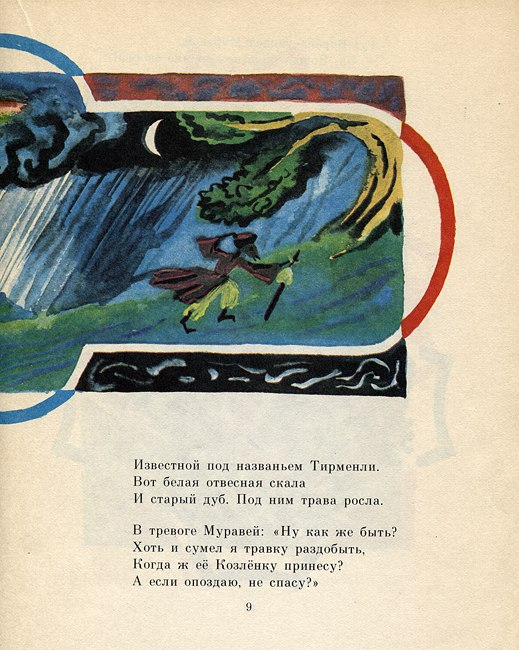 Известной под названьем Тирменли.
Вот белая отвесная скала
И старый дуб. Под ним трава росла.
В тревоге Муравей: «Ну как же быть?
Хоть и сумел я травку раздобыть,
Когда ж её Козлёнку принесу?
А если опоздаю, не спасу?»
9